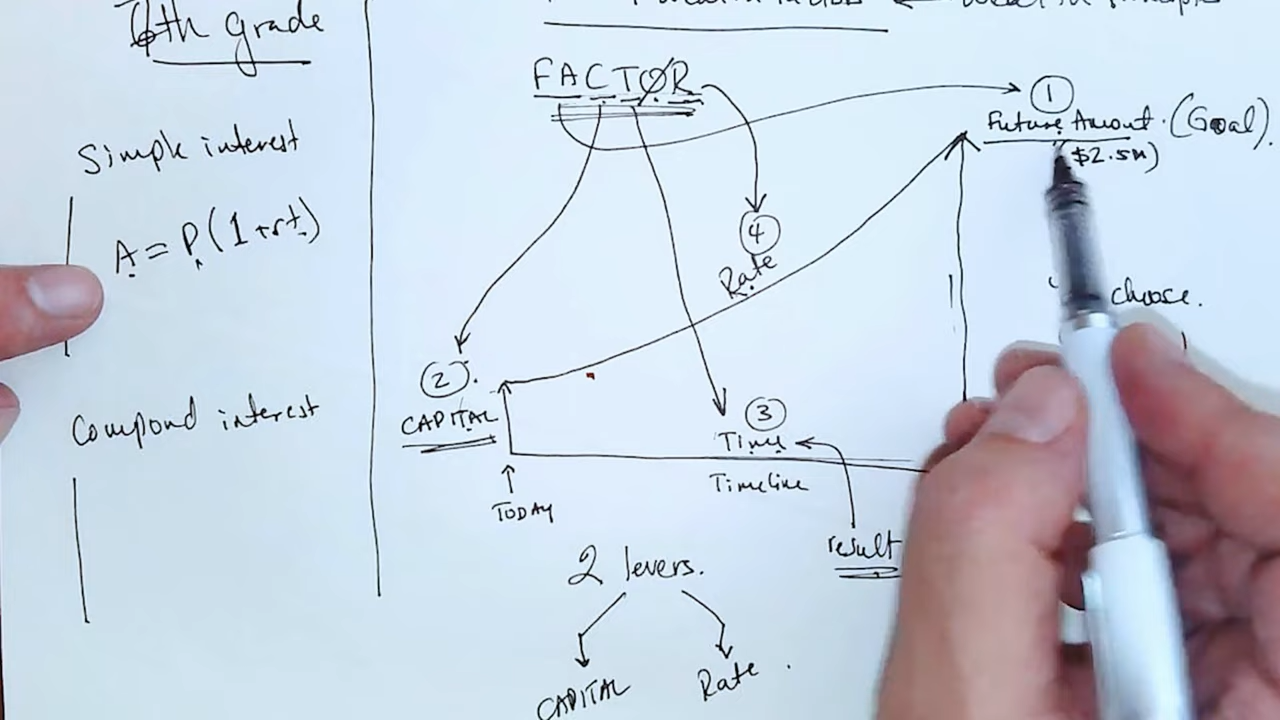 6th grade
Simple interest
A = P(1+rt)
Compound interest
FACTOR
①
Future Amount. (Goal).
($2.5M)
④
Rate
choose.
②.
CAPITAL
③
Time
Timeline
TODAY
result
2 levers.
CAPITAL
Rate.